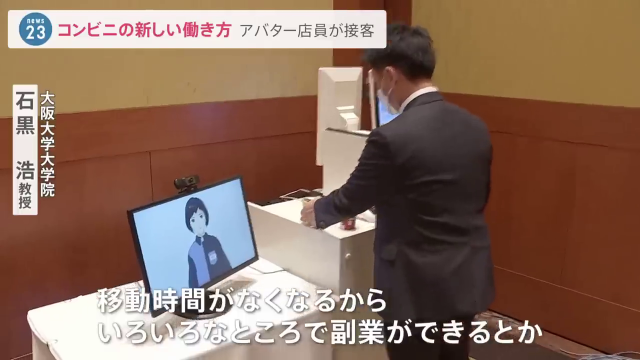 news
23
コンビニの新しい働き方 アバター店員が接客
大阪大学大学院
石黒 浩教授
移動時間がなくなるから
いろいろなところで副業ができるとか